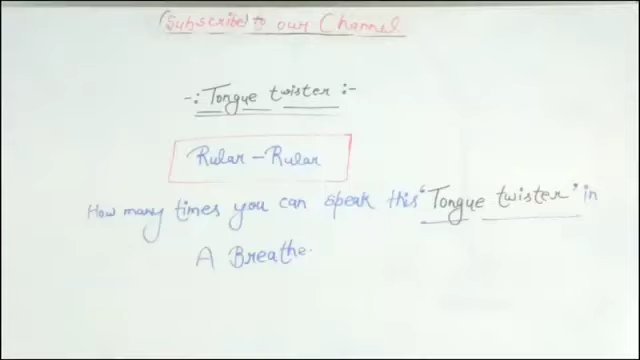 (Subscribe) to our Channel
-: Tongue twister :-
Rular - Rular
How many times you can speak this "Tongue twister" in
A Breathe.